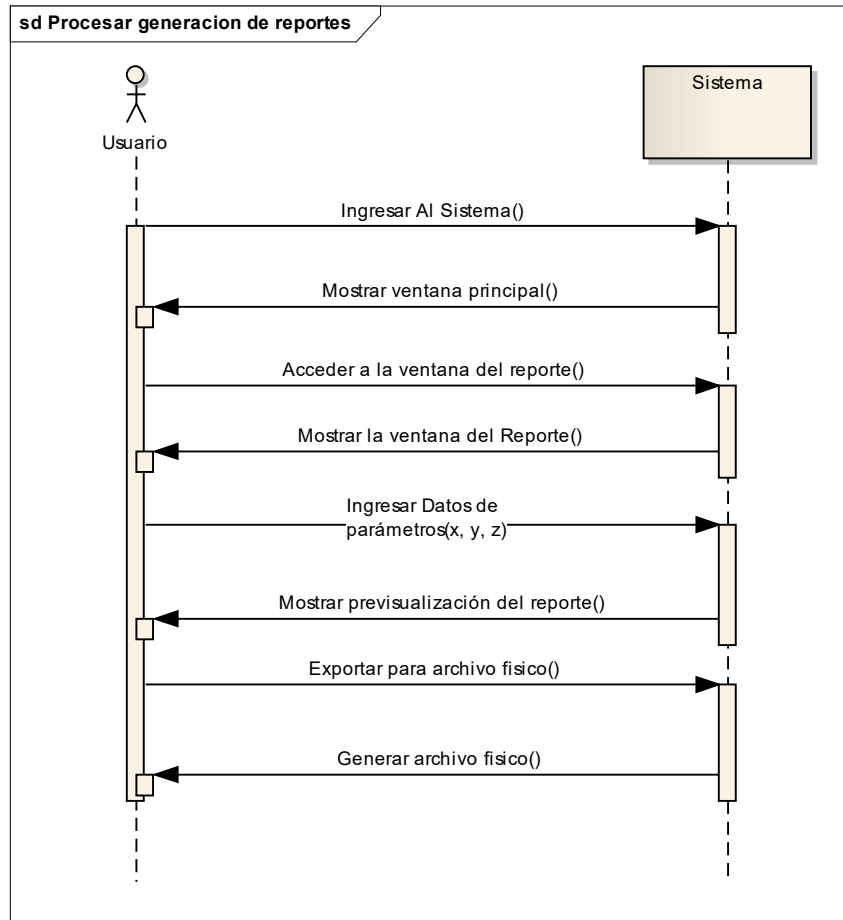 sd Procesar generacion de reportes
Usuario
Sistema
Ingresar Al Sistema()
Mostrar ventana principal()
Acceder a la ventana del reporte()
Mostrar la ventana del Reporte()
Ingresar Datos de
parámetros(x, y, z)
Mostrar previsualización del reporte()
Exportar para archivo fisico()
Generar archivo fisico()